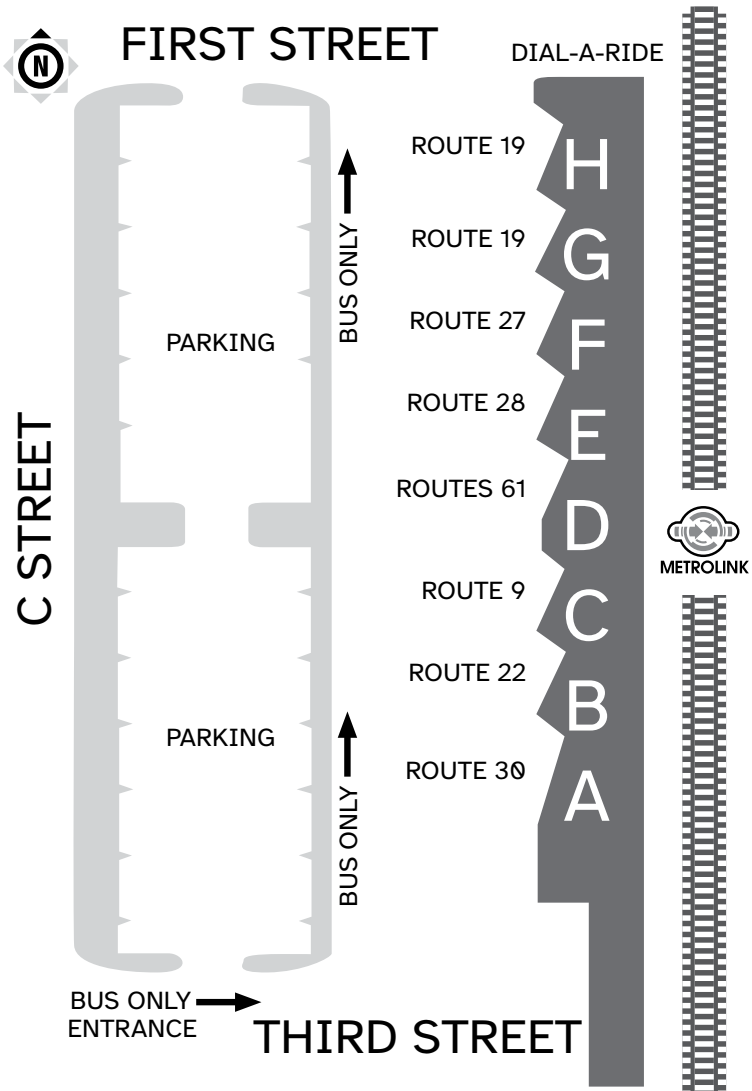 FIRST STREET
N
DIAL-A-RIDE
ROUTE 19
H
ROUTE 19
G
BUS ONLY
ROUTE 27
F
PARKING
ROUTE 28
E
C STREET
ROUTES 61
D
METROLINK
ROUTE 9
C
ROUTE 22
B
PARKING
ROUTE 30
A
BUS ONLY
BUS ONLY
ENTRANCE
THIRD STREET